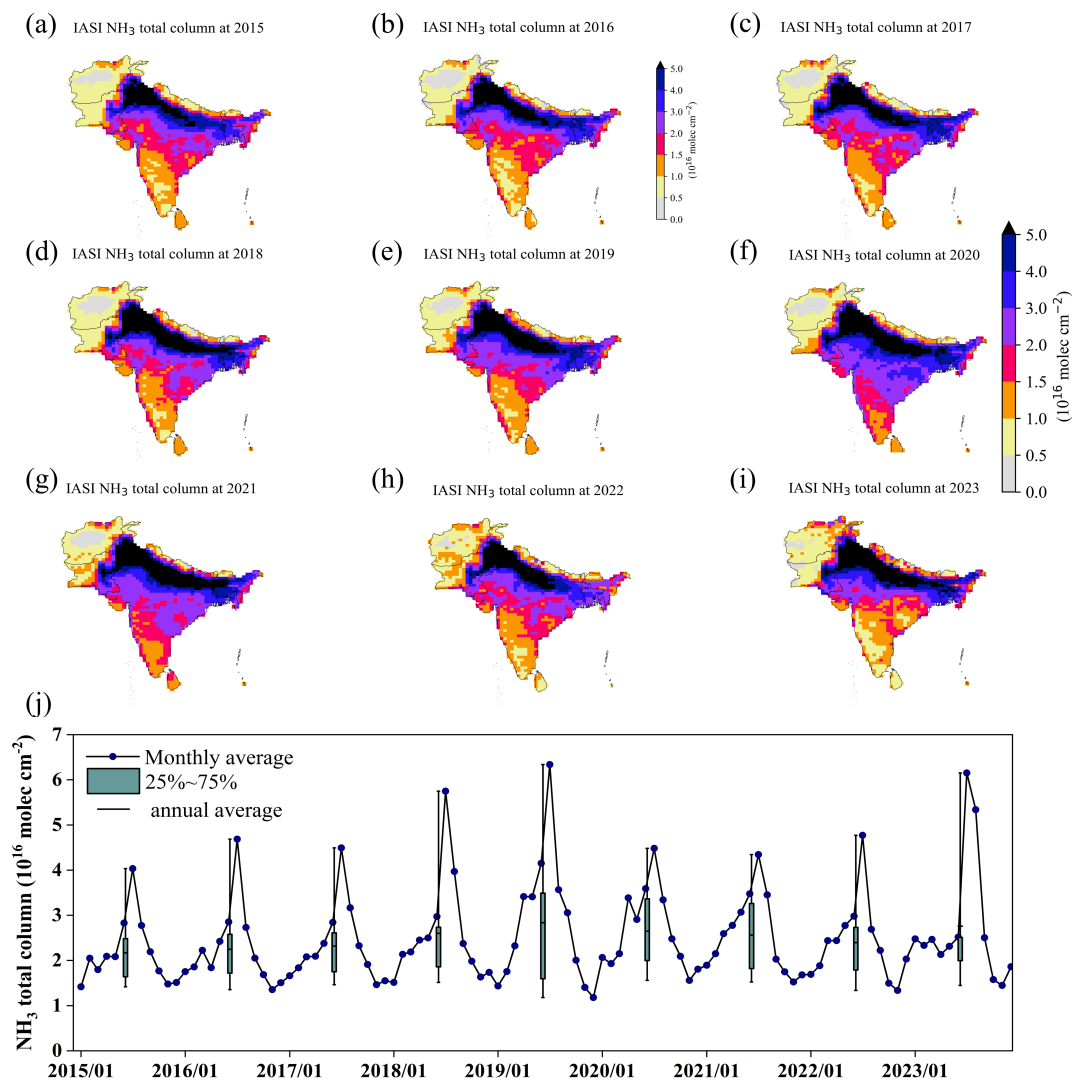 (a) IASI NH₃ total column at 2015
(b) IASI NH₃ total column at 2016
(c) IASI NH₃ total column at 2017
5.0
4.0
3.0
2.0
1.5
1.0
0.5
0.0
(10¹⁶ molec cm⁻²)
(d) IASI NH₃ total column at 2018
(e) IASI NH₃ total column at 2019
(f) IASI NH₃ total column at 2020
5.0
4.0
3.0
2.0
1.5
1.0
0.5
0.0
(10¹⁶ molec cm⁻²)
(g) IASI NH₃ total column at 2021
(h) IASI NH₃ total column at 2022
(i) IASI NH₃ total column at 2023
(j)
NH₃ total column (10¹⁶ molec cm⁻²)
7
6
5
4
3
2
1
0
Monthly average
25%~75%
annual average
2015/01 2016/01 2017/01 2018/01 2019/01 2020/01 2021/01 2022/01 2023/01